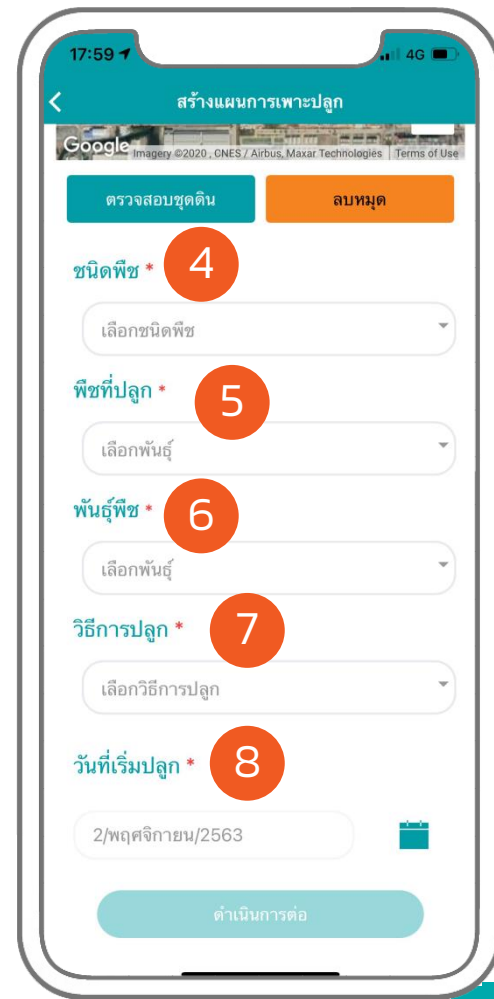 17:59 4G
สร้างแผนการเพาะปลูก
Google Imagery ©2020 , CNES / Airbus, Maxar Technologies Terms of Use
ตรวจสอบชุดดิน ลบหมุด
ชนิดพืช * 4
เลือกชนิดพืช
พืชที่ปลูก * 5
เลือกพันธุ์
พันธุ์พืช * 6
เลือกพันธุ์
วิธีการปลูก * 7
เลือกวิธีการปลูก
วันที่เริ่มปลูก * 8
2/พฤศจิกายน/2563
ดำเนินการต่อ